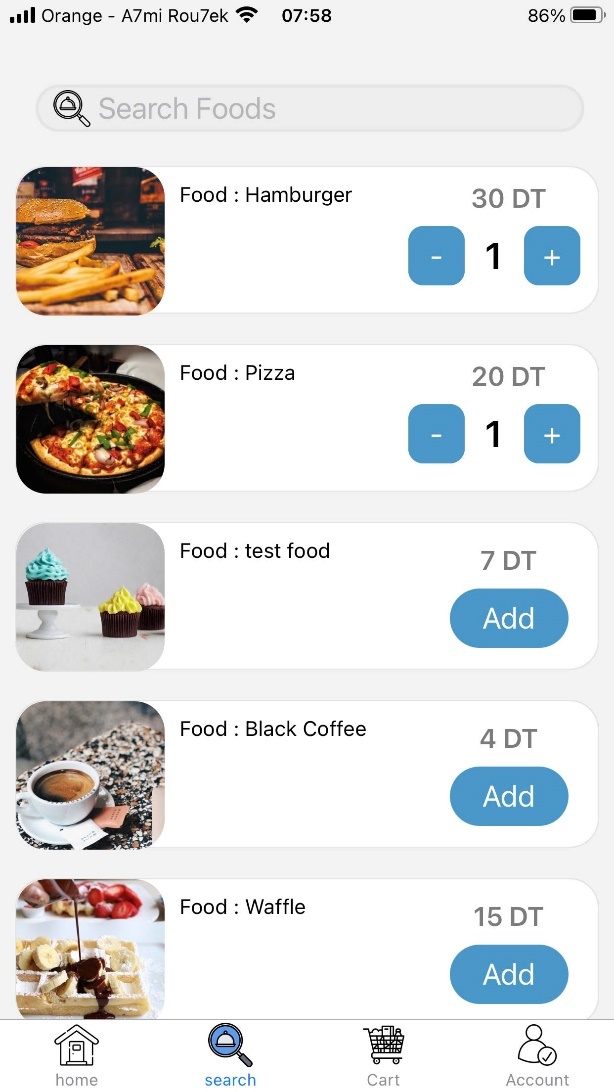 Orange - A7mi Rou7ek 07:58 86%
Search Foods
Food : Hamburger 30 DT
- 1 +
Food : Pizza 20 DT
- 1 +
Food : test food 7 DT
Add
Food : Black Coffee 4 DT
Add
Food : Waffle 15 DT
Add
home search Cart Account